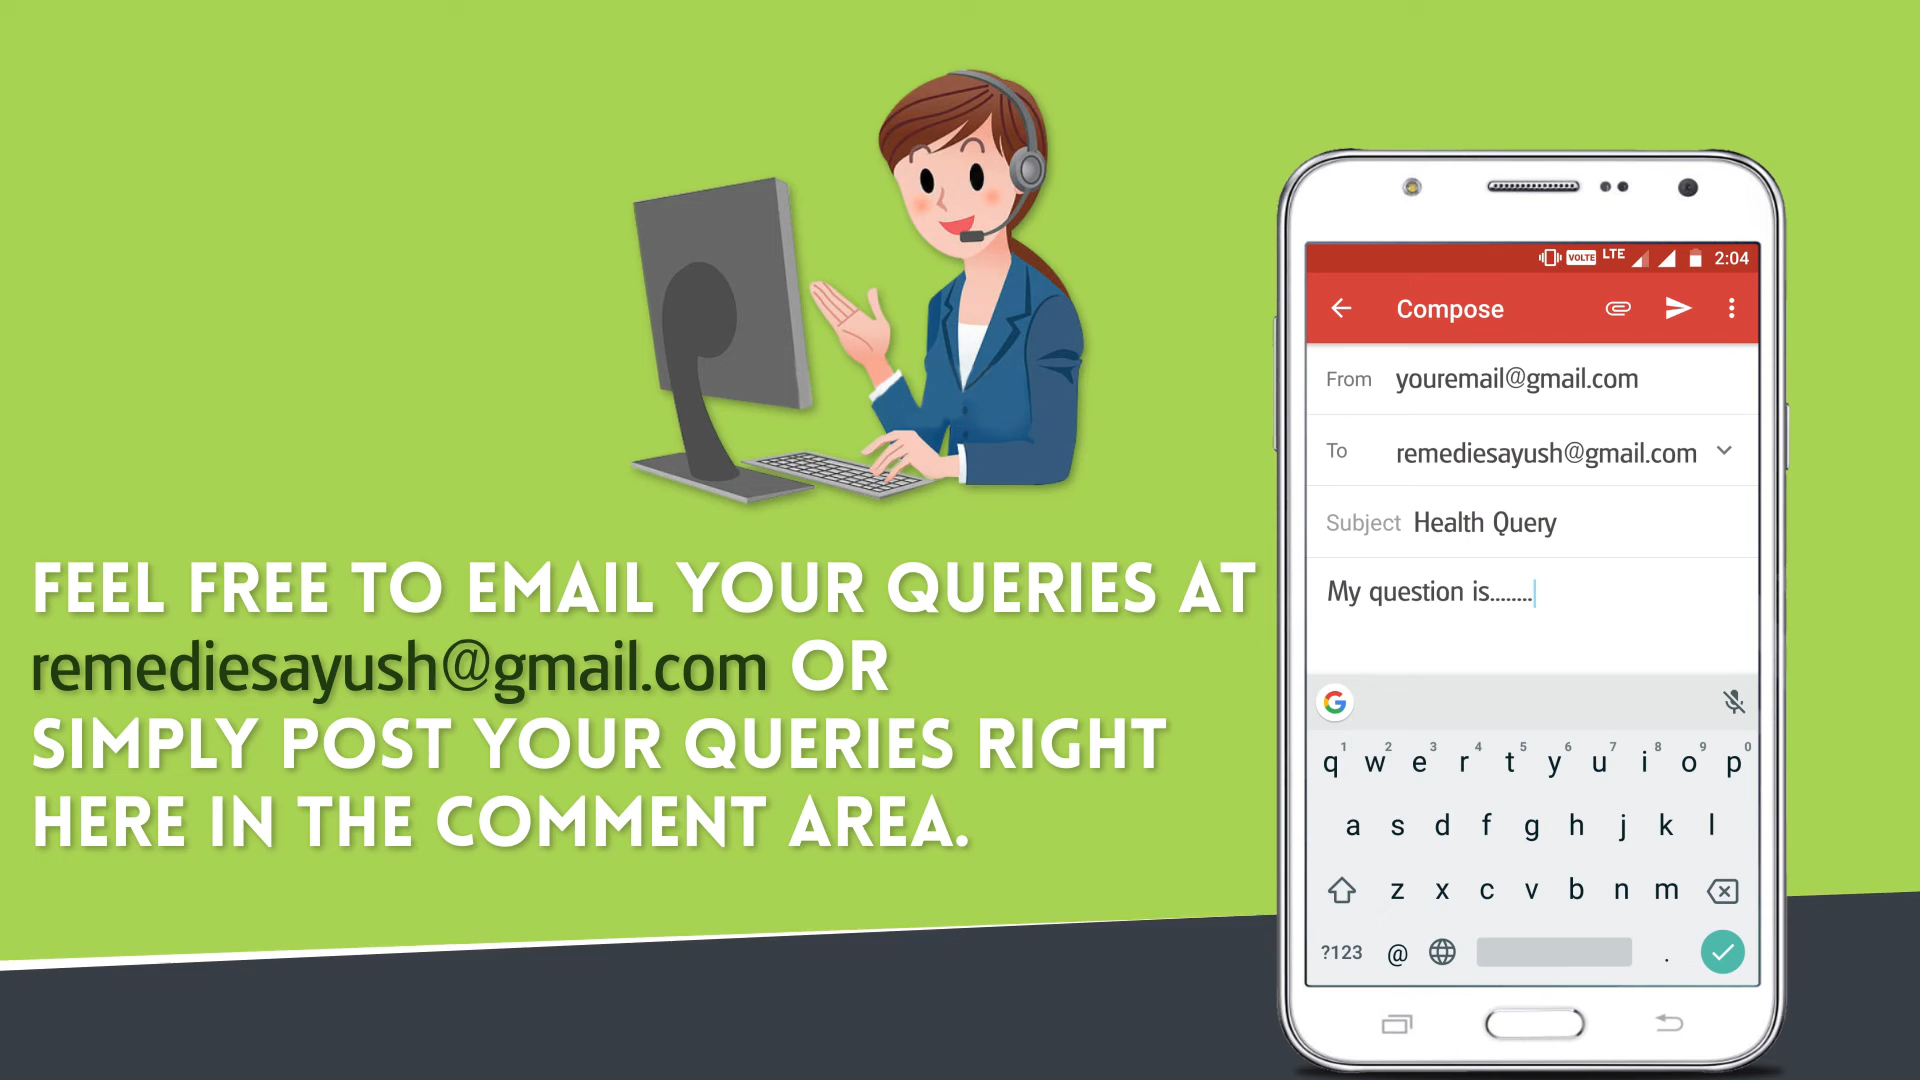 FEEL FREE TO EMAIL YOUR QUERIES AT
remediesayush@gmail.com OR
SIMPLY POST YOUR QUERIES RIGHT
HERE IN THE COMMENT AREA.
VOLTE LTE 2:04
Compose
From youremail@gmail.com
To remediesayush@gmail.com
Subject Health Query
My question is........
G
1 2 3 4 5 6 7 8 9 0
q w e r t y u i o p
a s d f g h j k l
z x c v b n m
?123 @ .